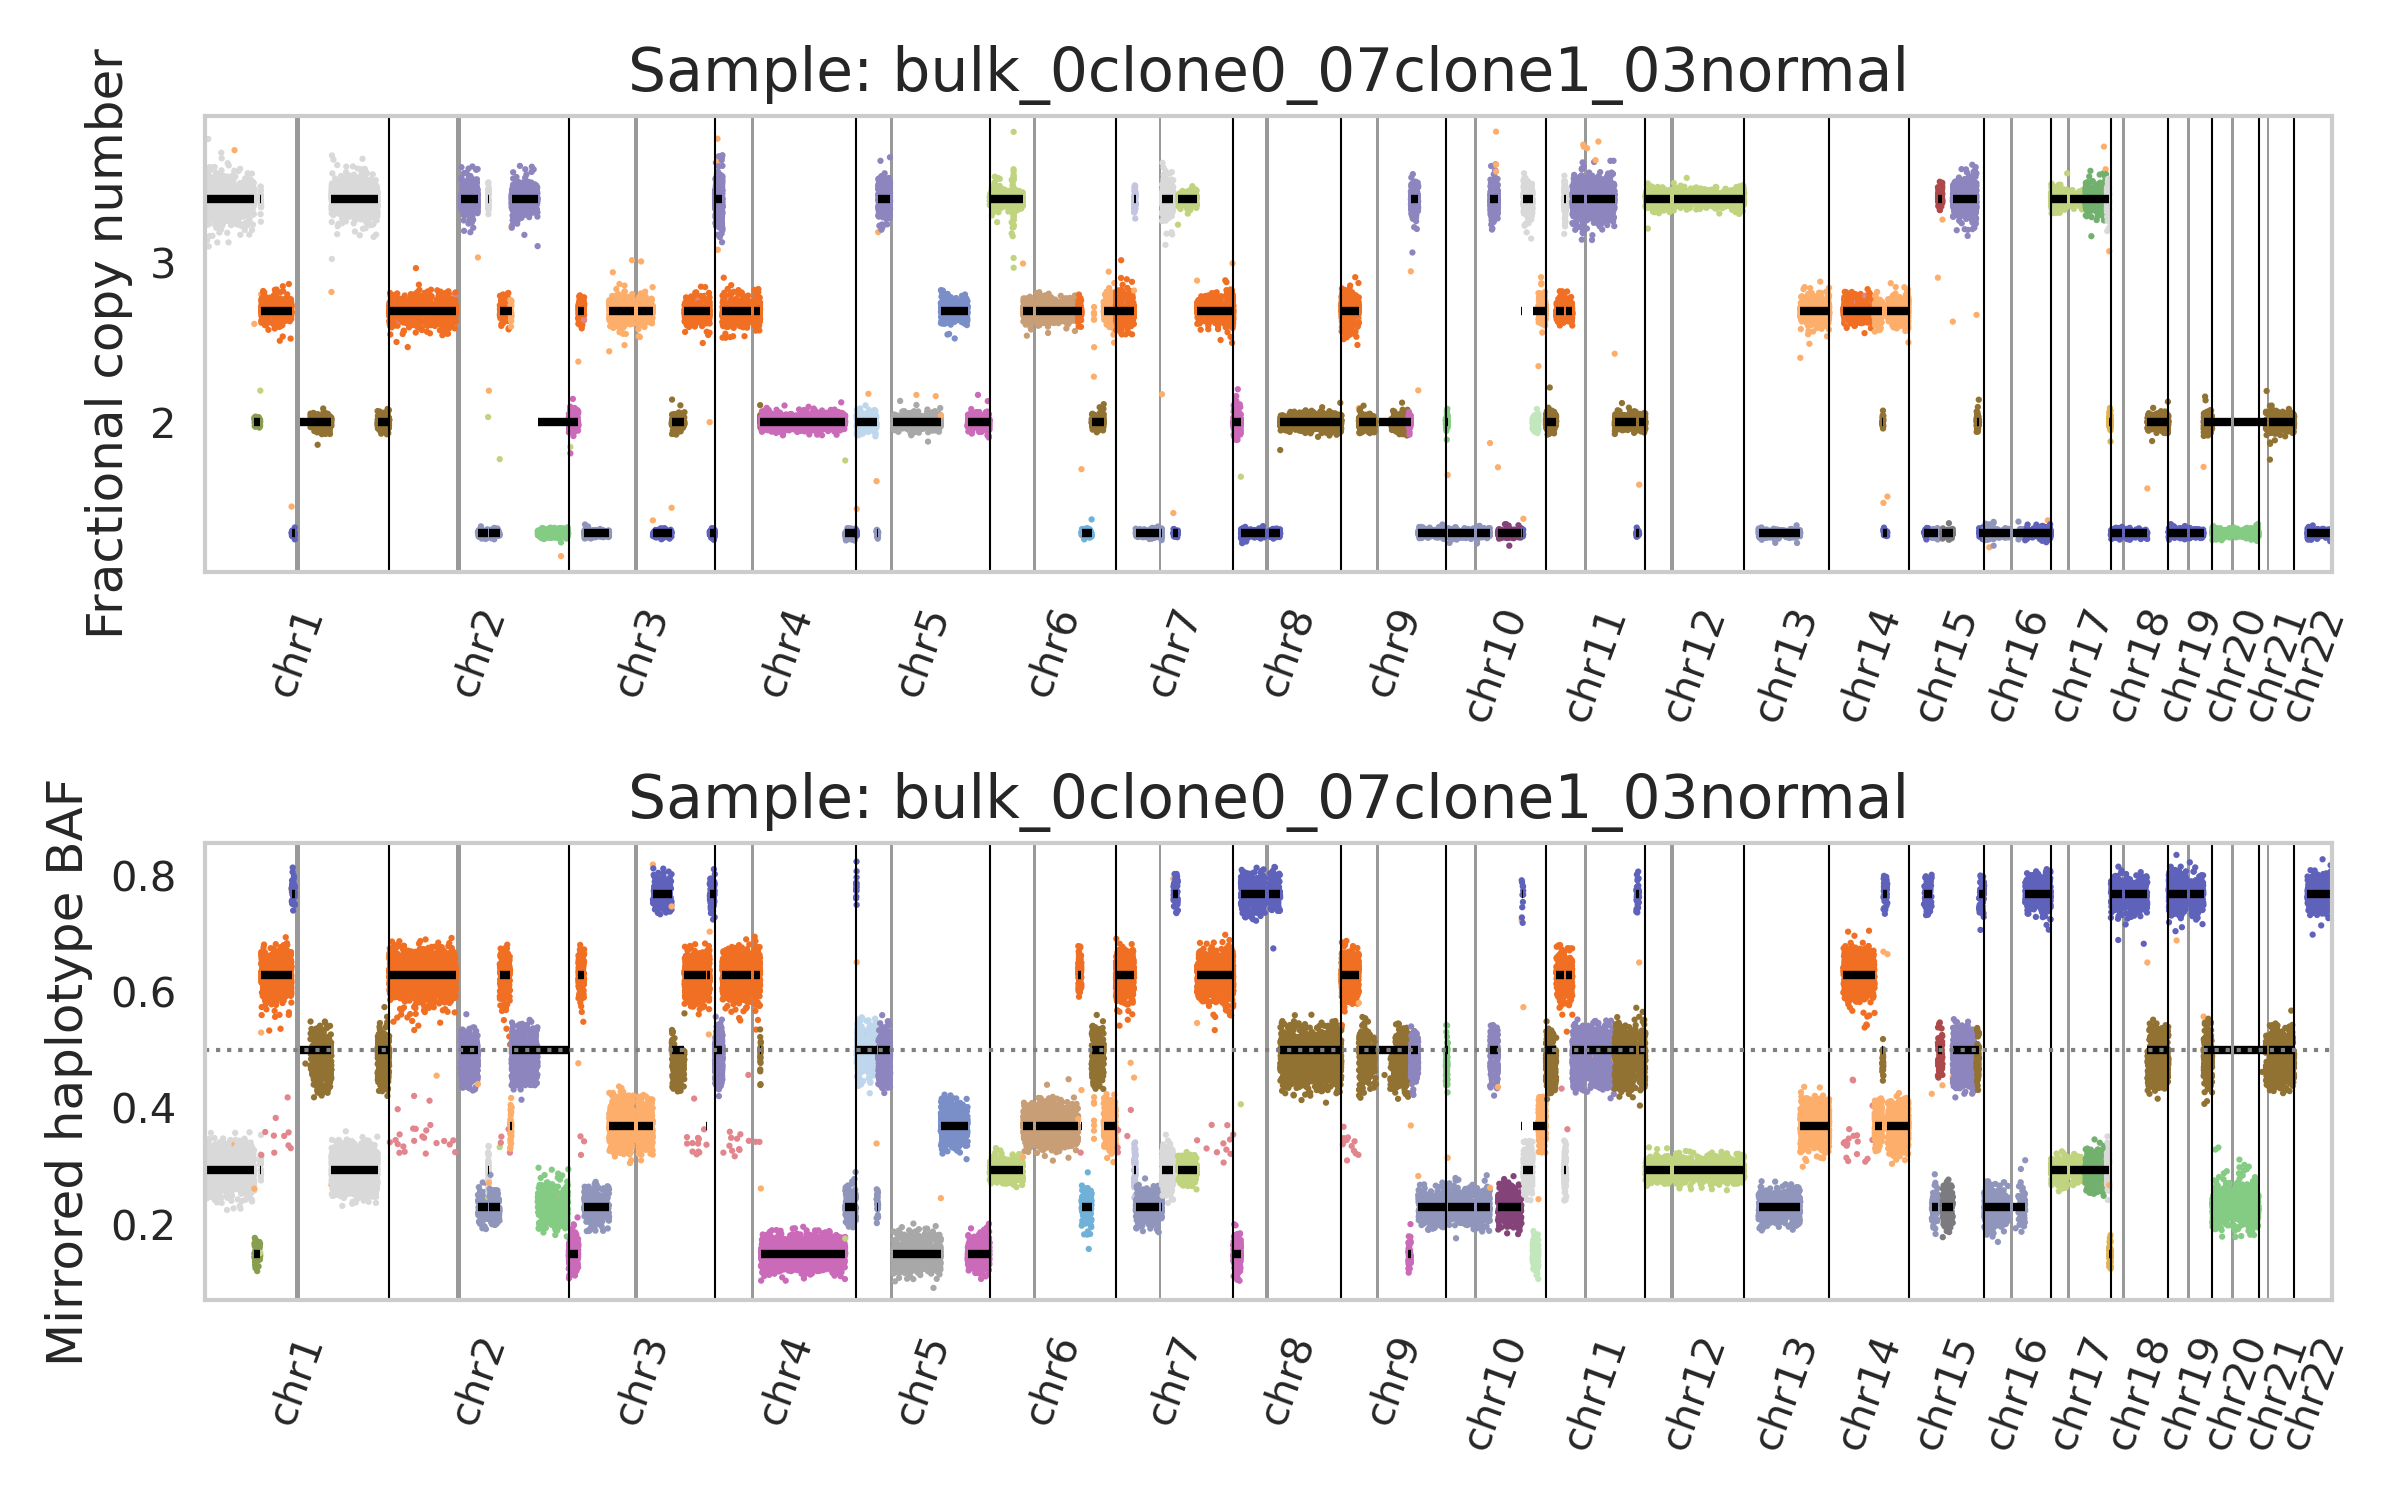 Sample: bulk_0clone0_07clone1_03normal
Fractional copy number
3
2
chr1
chr2
chr3
chr4
chr5
chr6
chr7
chr8
chr9
chr10
chr11
chr12
chr13
chr14
chr15
chr16
chr17
chr18
chr19
chr20
chr21
chr22
Sample: bulk_0clone0_07clone1_03normal
Mirrored haplotype BAF
0.8
0.6
0.4
0.2
chr1
chr2
chr3
chr4
chr5
chr6
chr7
chr8
chr9
chr10
chr11
chr12
chr13
chr14
chr15
chr16
chr17
chr18
chr19
chr20
chr21
chr22